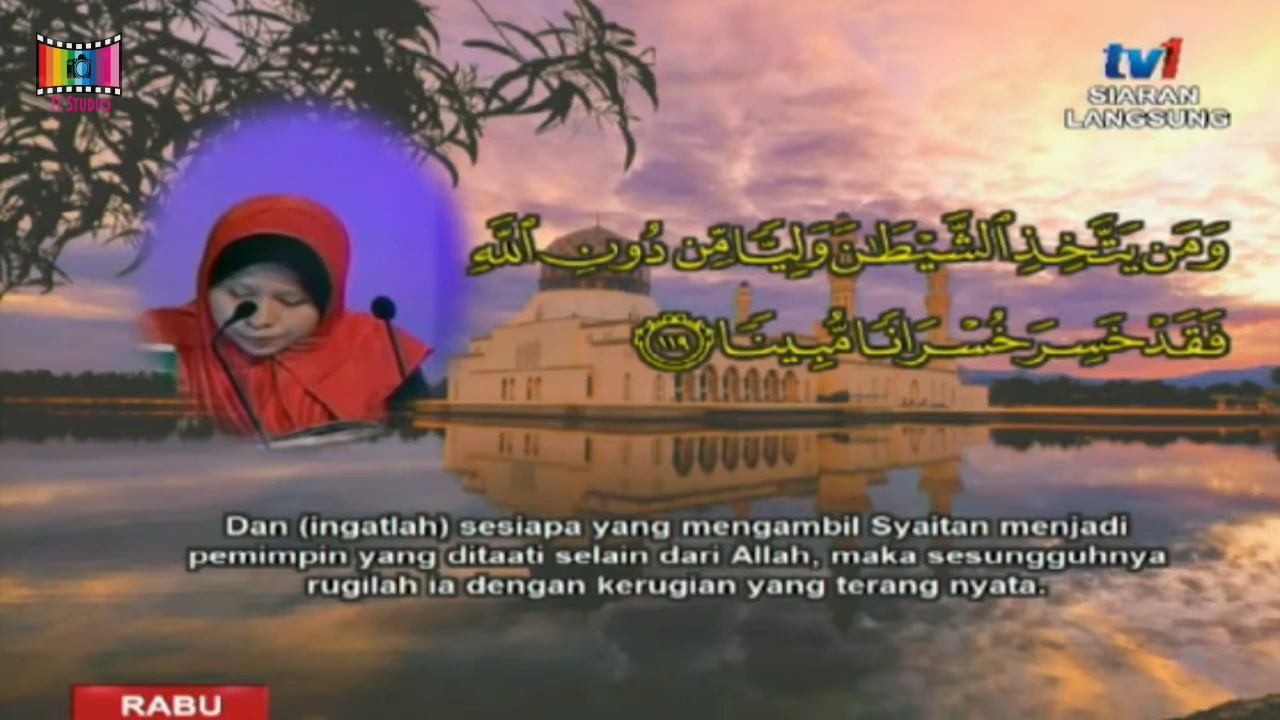 TL STUDIO
tv1
SIARAN
LANGSUNG
وَمَن يَتَّخِذِ ٱلشَّيْطَـٰنَ وَلِيًّا مِّن دُونِ ٱللَّهِ
فَقَدْ خَسِرَ خُسْرَانًا مُّبِينًا ١١٩
Dan (ingatlah) sesiapa yang mengambil Syaitan menjadi
pemimpin yang ditaati selain dari Allah, maka sesungguhnya
rugilah ia dengan kerugian yang terang nyata.
RABU